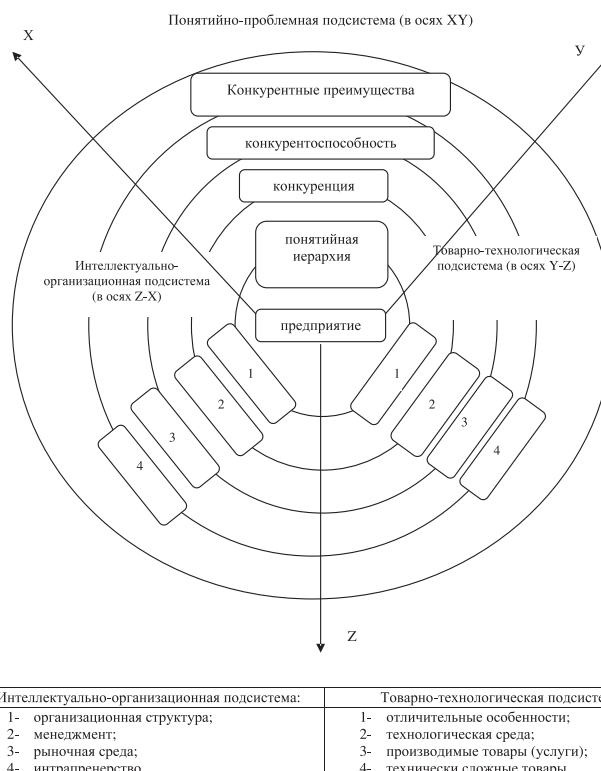 Понятийно-проблемная подсистема (в осях XY)
X
У
Конкурентные преимущества
конкурентоспособность
конкуренция
понятийная
иерархия
Интеллектуально-
организационная подсистема
(в осях Z-X)
Товарно-технологическая
подсистема (в осях Y-Z)
предприятие
1
2
3
4
1
2
3
4
Z
Интеллектуально-организационная подсистема:
1- организационная структура;
2- менеджмент;
3- рыночная среда;
4- интрапренерство
Товарно-технологическая подсисте
1- отличительные особенности;
2- технологическая среда;
3- производимые товары (услуги);
4- технически сложные товары